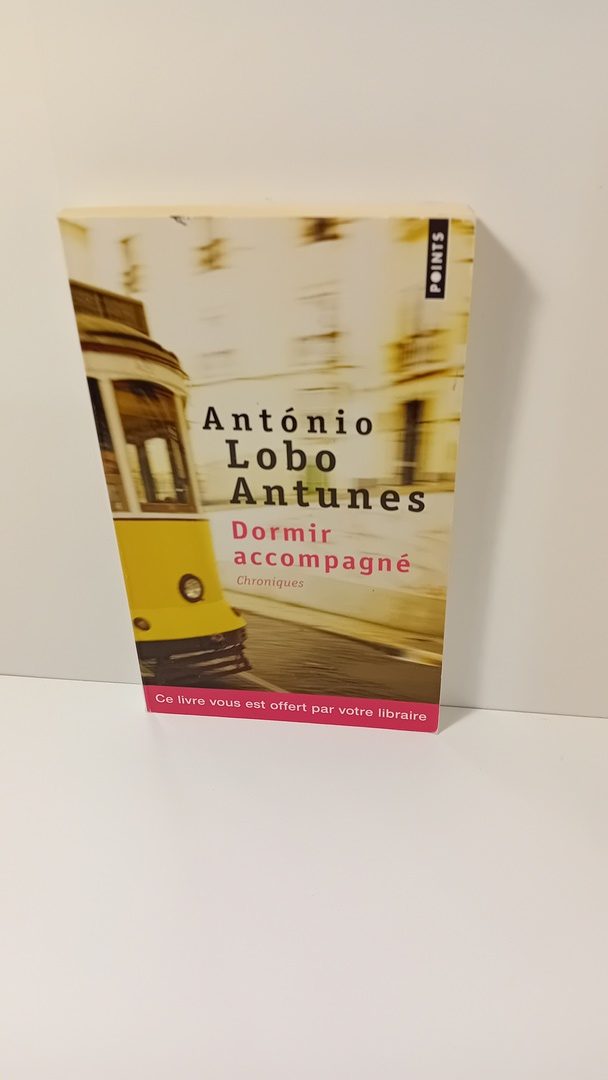 POINTS
António
Lobo
Antunes
Dormir
accompagné
Chroniques
Ce livre vous est offert par votre libraire